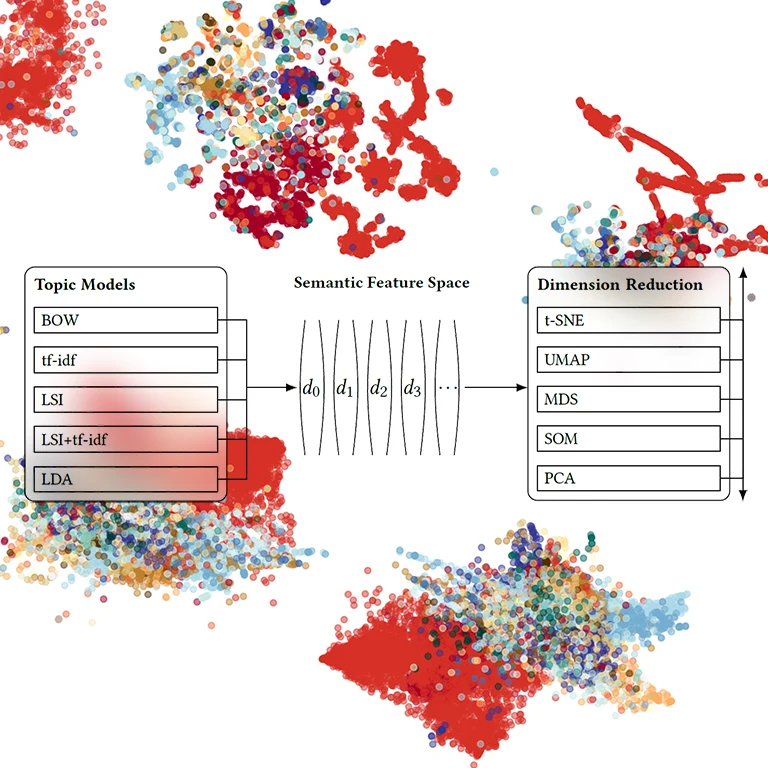 Topic Models
BOW
tf-idf
LSI
LSI+tf-idf
LDA
Semantic Feature Space
d₀
d₁
d₂
d₃
···
Dimension Reduction
t-SNE
UMAP
MDS
SOM
PCA